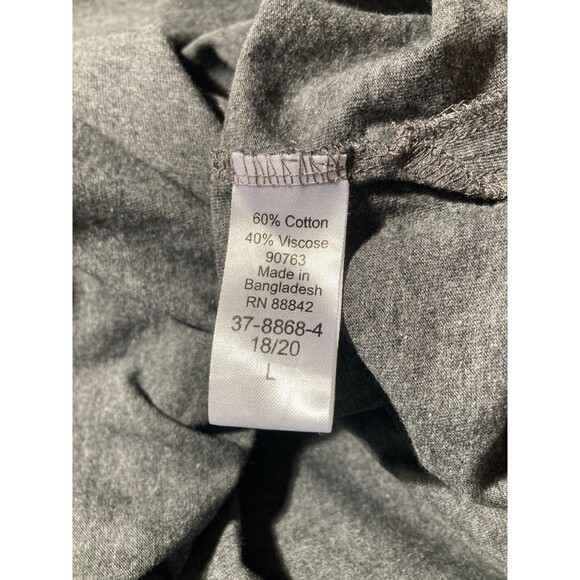 60% Cotton
40% Viscose
90763
Made in
Bangladesh
RN 88842
37-8868-4
18/20
L